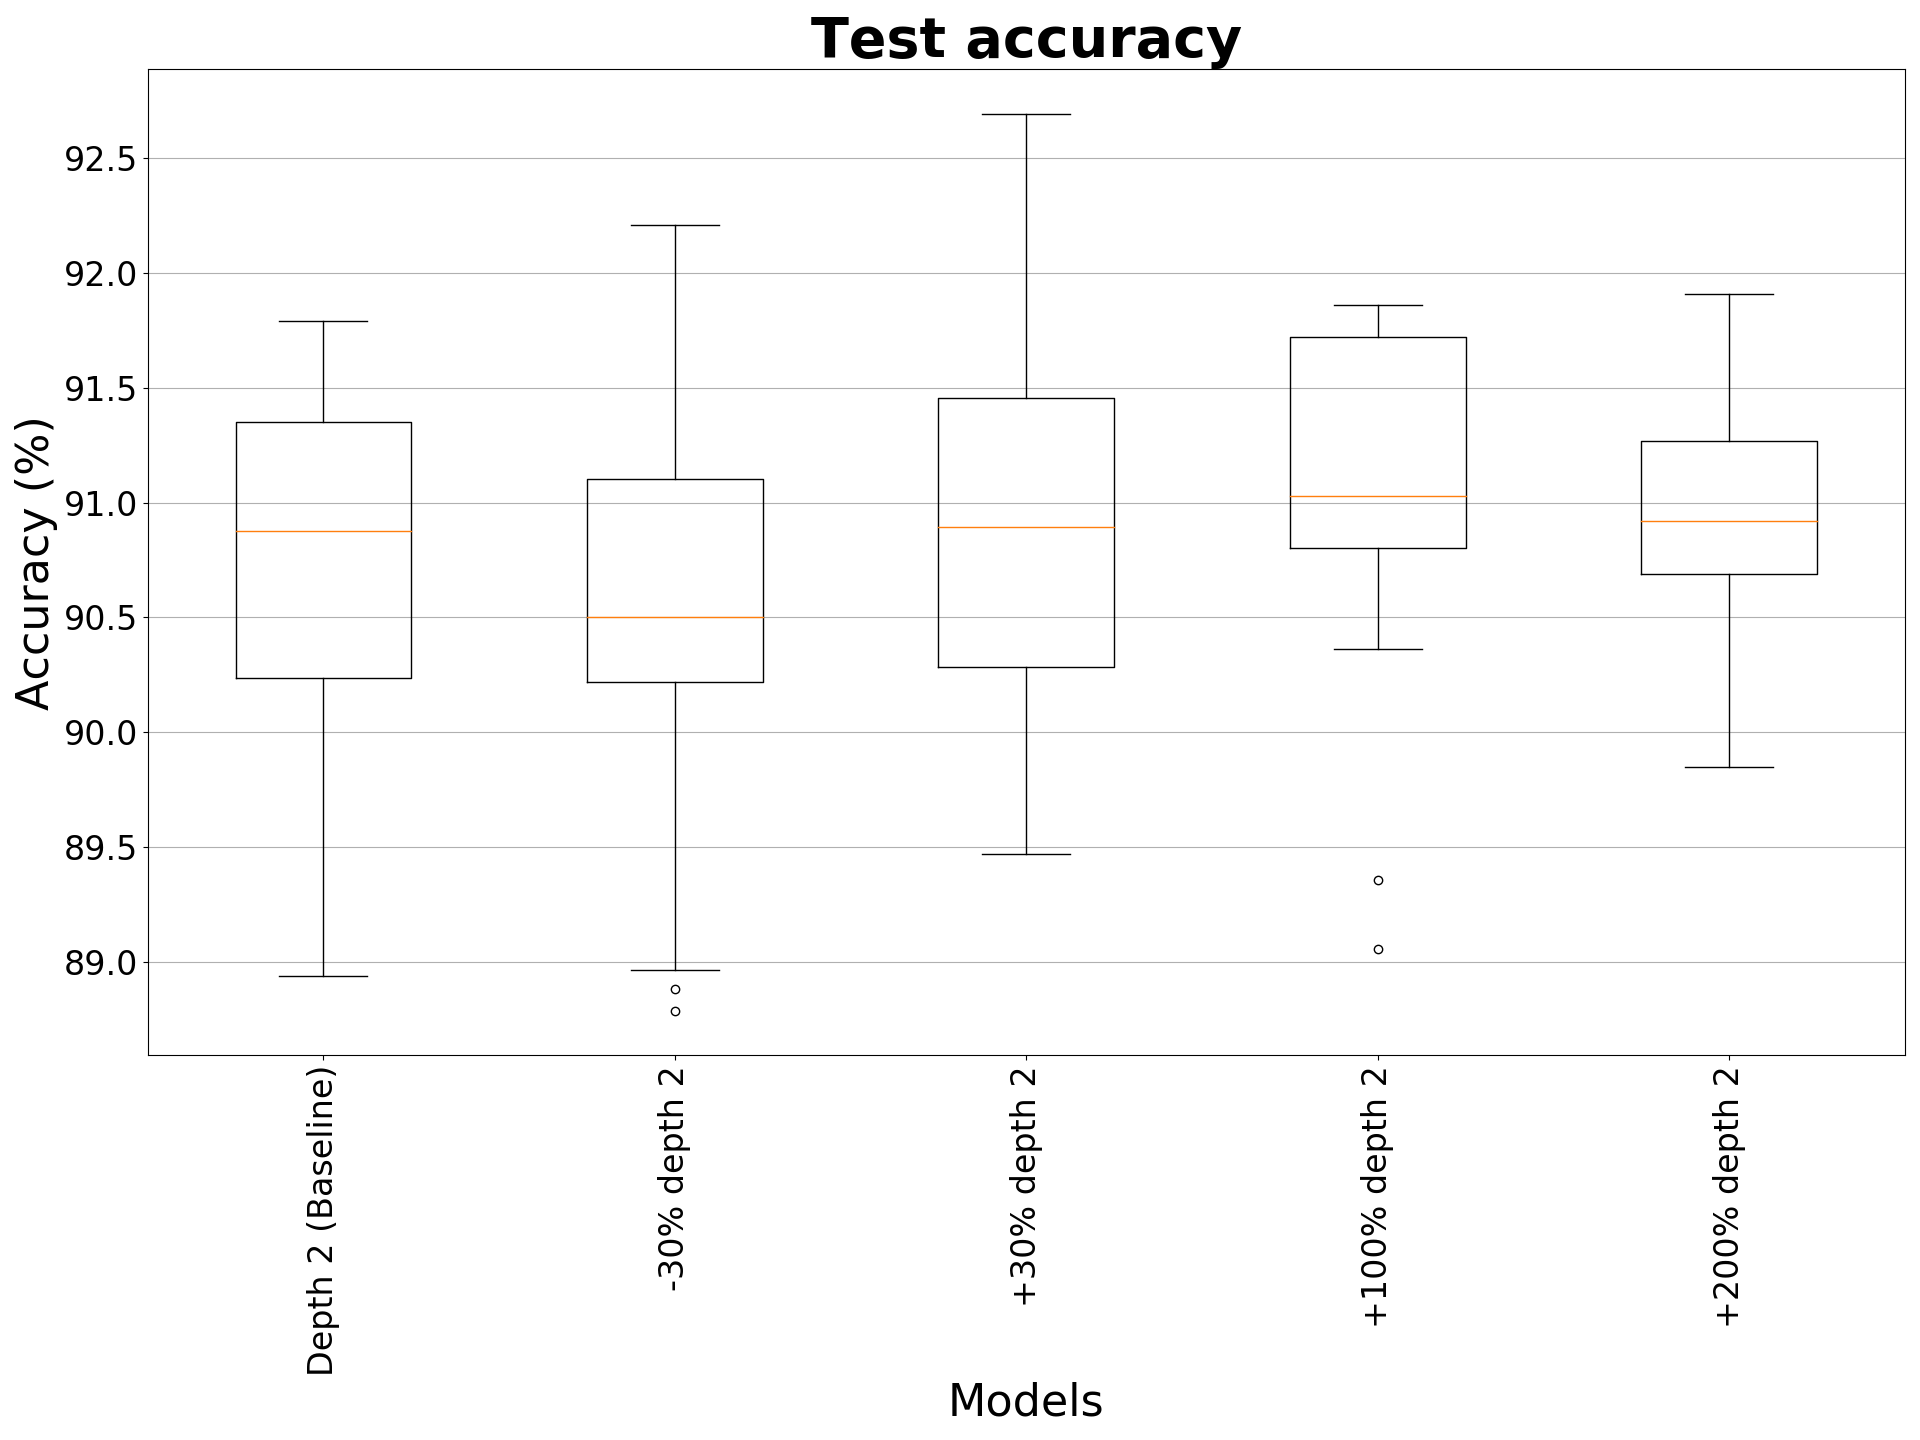 Test accuracy
Accuracy (%)
92.5
92.0
91.5
91.0
90.5
90.0
89.5
89.0
Depth 2 (Baseline)
-30% depth 2
+30% depth 2
+100% depth 2
+200% depth 2
Models